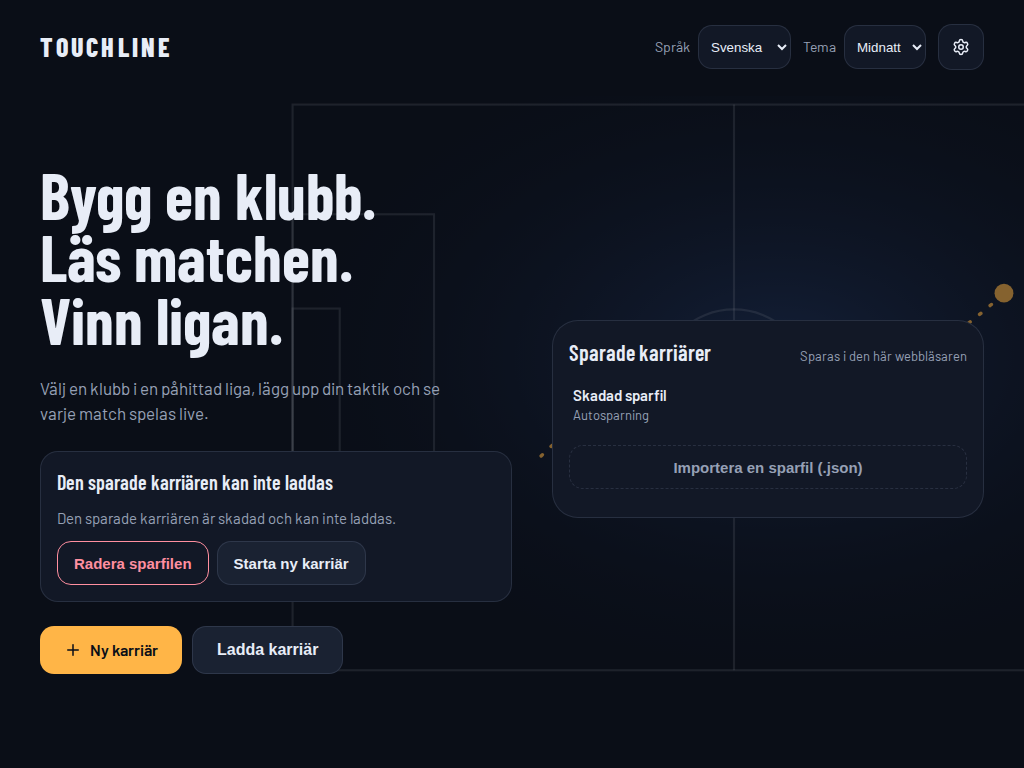 TOUCHLINE
Språk
Svenska
Tema
Midnatt
Bygg en klubb.
Läs matchen.
Vinn ligan.
Välj en klubb i en påhittad liga, lägg upp din taktik och se
varje match spelas live.
Den sparade karriären kan inte laddas
Den sparade karriären är skadad och kan inte laddas.
Radera sparfilen
Starta ny karriär
Ny karriär
Ladda karriär
Sparade karriärer
Sparas i den här webbläsaren
Skadad sparfil
Autosparning
Importera en sparfil (.json)